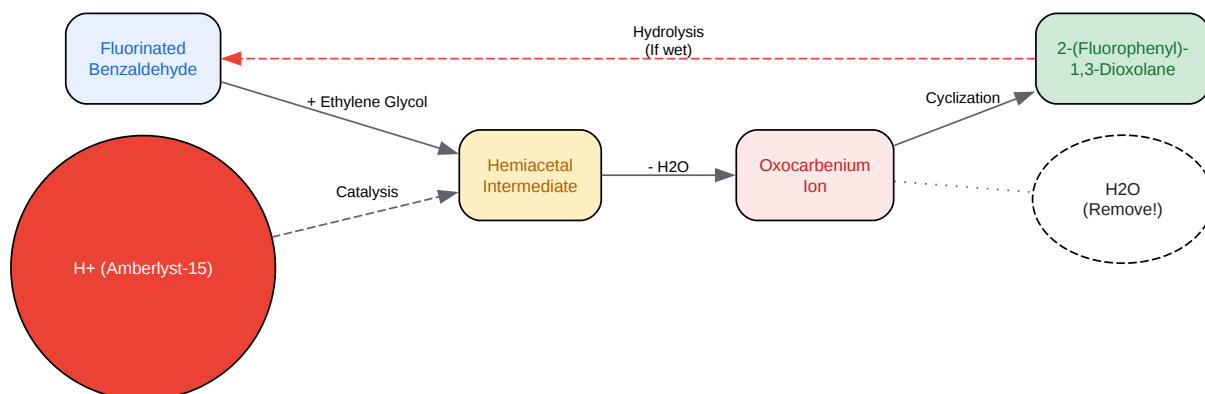 Fluorinated
Benzaldehyde
Hydrolysis
(If wet)
2-(Fluorophenyl)-
1,3-Dioxolane
+ Ethylene Glycol
Cyclization
Hemiacetal
Intermediate
- H2O
Oxocarbenium
Ion
Catalysis
H2O
(Remove!)
H+ (Amberlyst-15)